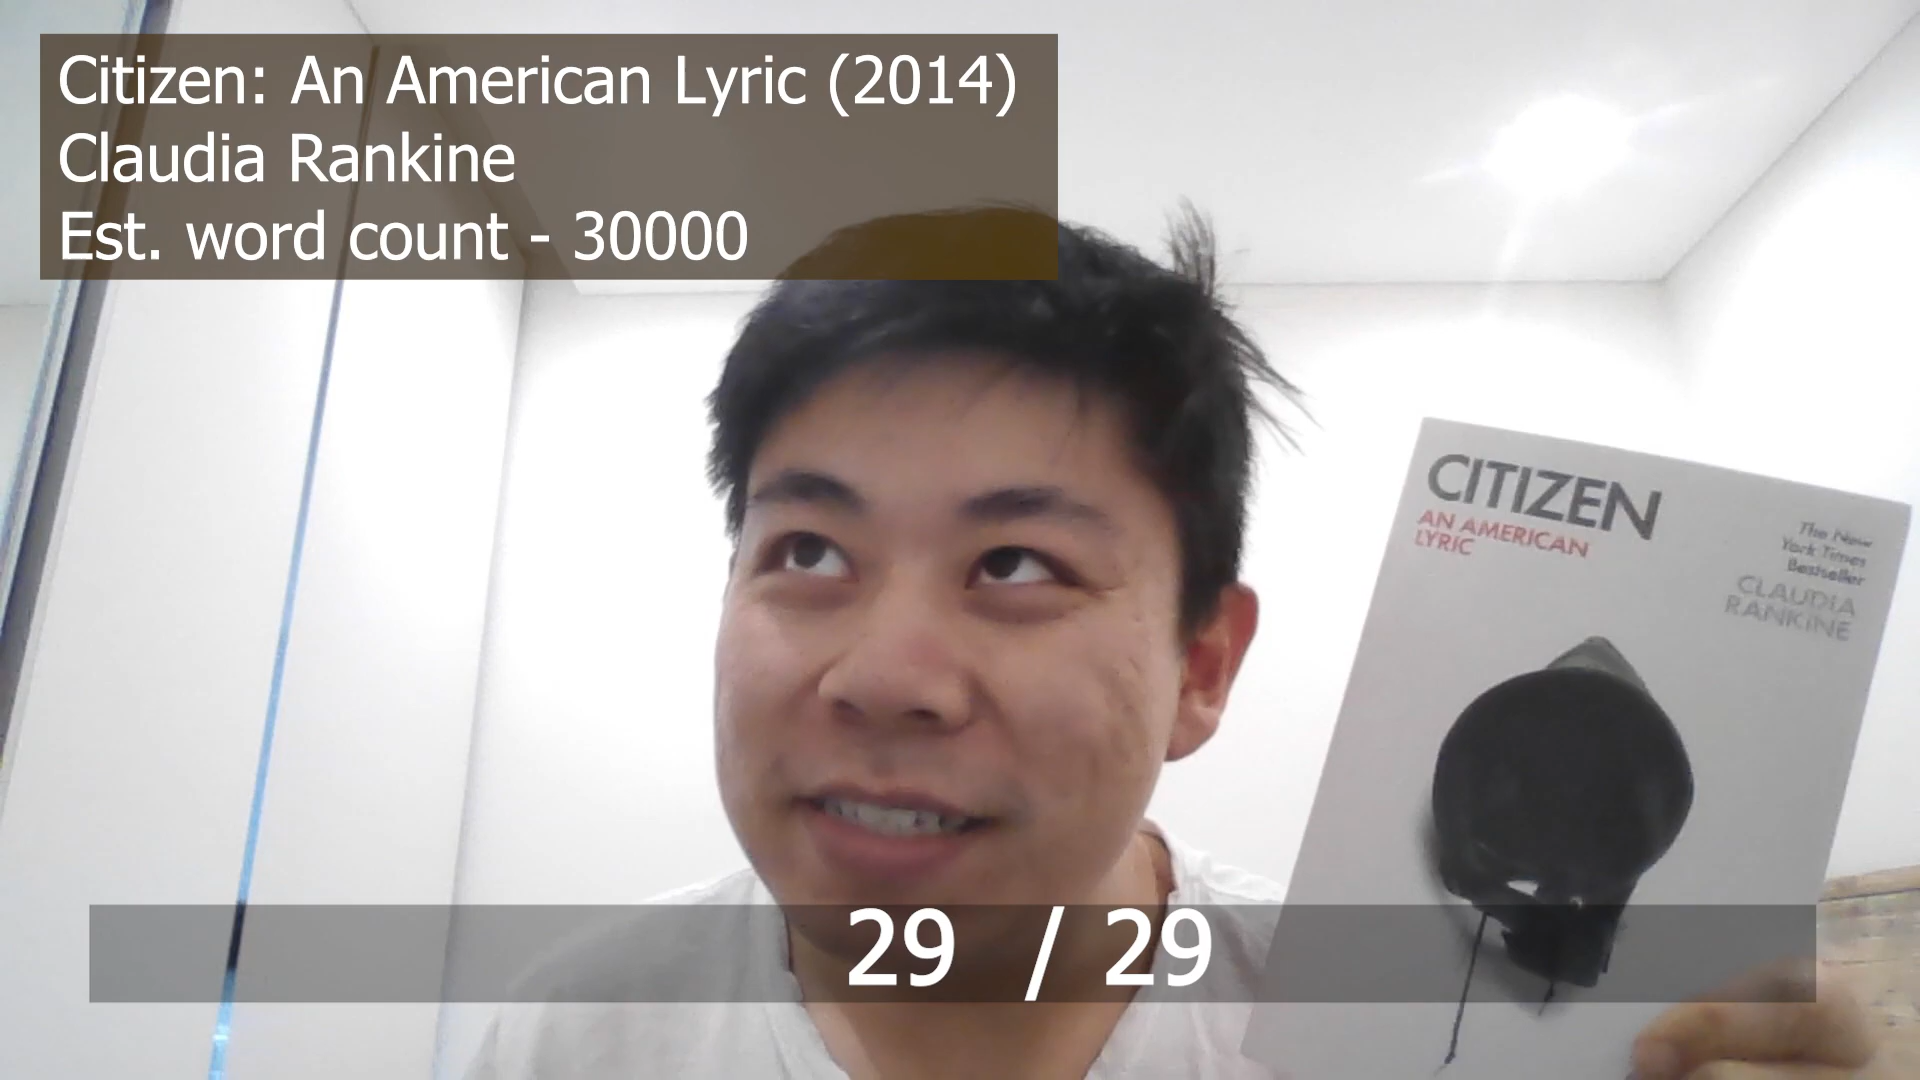 Citizen: An American Lyric (2014)
Claudia Rankine
Est. word count - 30000
CITIZEN
AN AMERICAN
LYRIC
The New
York Times
Bestseller
CLAUDIA
RANKINE
29 / 29